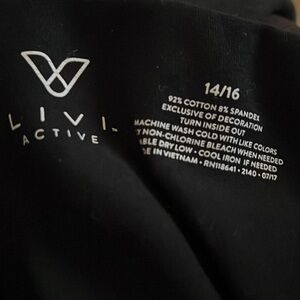 LIVI
ACTIVE
14/16
92% COTTON 8% SPANDEX
EXCLUSIVE OF DECORATION
TURN INSIDE OUT
MACHINE WASH COLD WITH LIKE COLORS
NON-CHLORINE BLEACH WHEN NEEDED
DRY LOW • COOL IRON IF NEEDED
IN VIETNAM • RN118641 • 2140 • 07/17